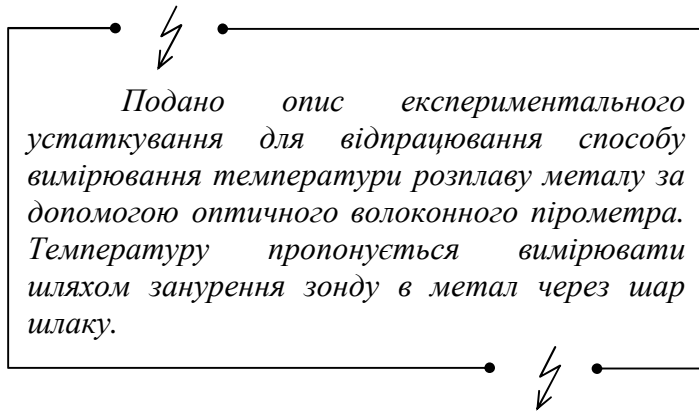 Подано опис експериментального
устаткування для відпрацювання способу
вимірювання температури розплаву металу за
допомогою оптичного волоконного пірометра.
Температуру пропонується вимірювати
шляхом занурення зонду в метал через шар
шлаку.